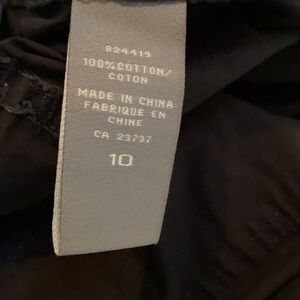 824419
100%COTTON/
COTON
MADE IN CHINA
FABRIQUE EN
CHINE
CA 23737
10